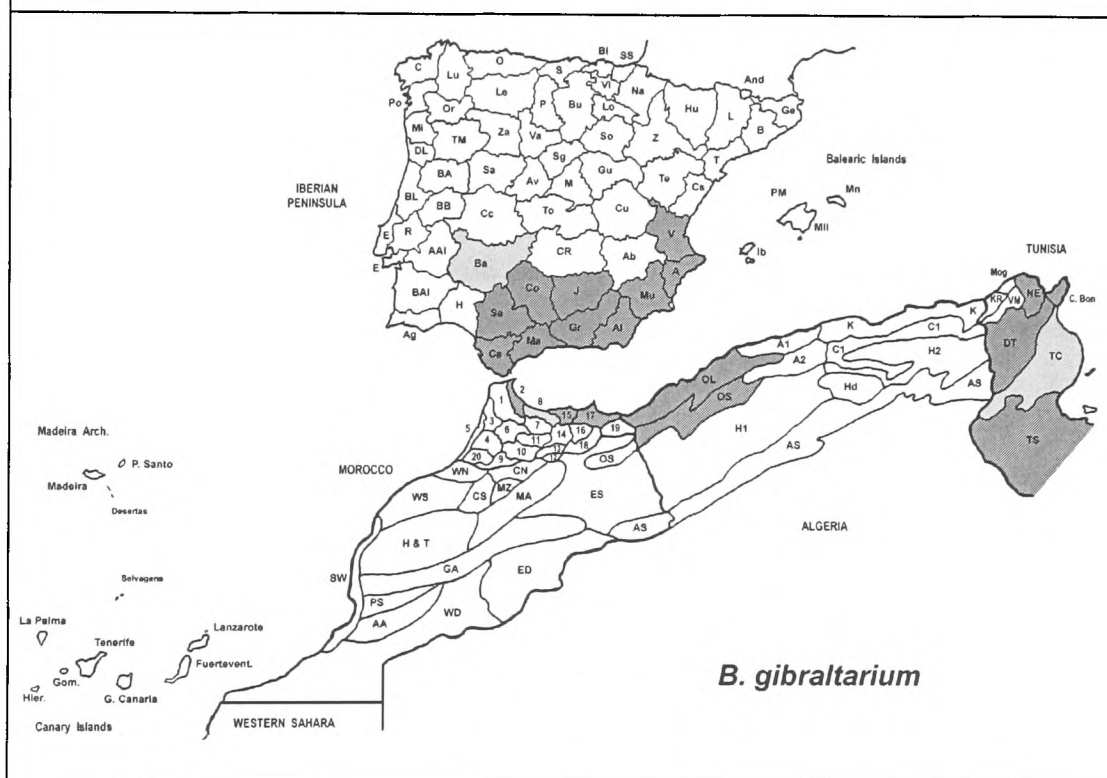 C
Lu
O
S
BI
SS
Po
Or
Le
P
Bu
VI
Lo
Na
Hu
And
L
Ge
B
Mi
DL
TM
Za
Va
So
Z
T
BA
Sa
Sg
Av
M
Gu
Te
Cs
Balearic Islands
PM
Mn
Mll
Ib
IBERIAN
PENINSULA
BL
BB
Cc
To
Cu
V
E
R
AAl
Ba
CR
Ab
A
E
BAl
H
Se
Co
J
Mu
Ag
Ca
Ma
Gr
Al
TUNISIA
Mog
KR
VM
NE
C. Bon
K
C1
K
A1
A2
C1
H2
DT
TC
OL
OS
Hd
AS
TS
H1
AS
2
1
8
15
17
3
7
5
6
14
16
19
4
11
18
20
9
10
13
12
OS
WN
CN
MOROCCO
MZ
WS
CS
MA
ES
AS
ALGERIA
H & T
GA
SW
ED
PS
WD
AA
Madeira Arch.
P. Santo
Madeira
Desertas
Selvagens
La Palma
Tenerife
Lanzarote
Fuertevent.
Gom.
Hier.
G. Canaria
Canary Islands
WESTERN SAHARA
B. gibraltarium